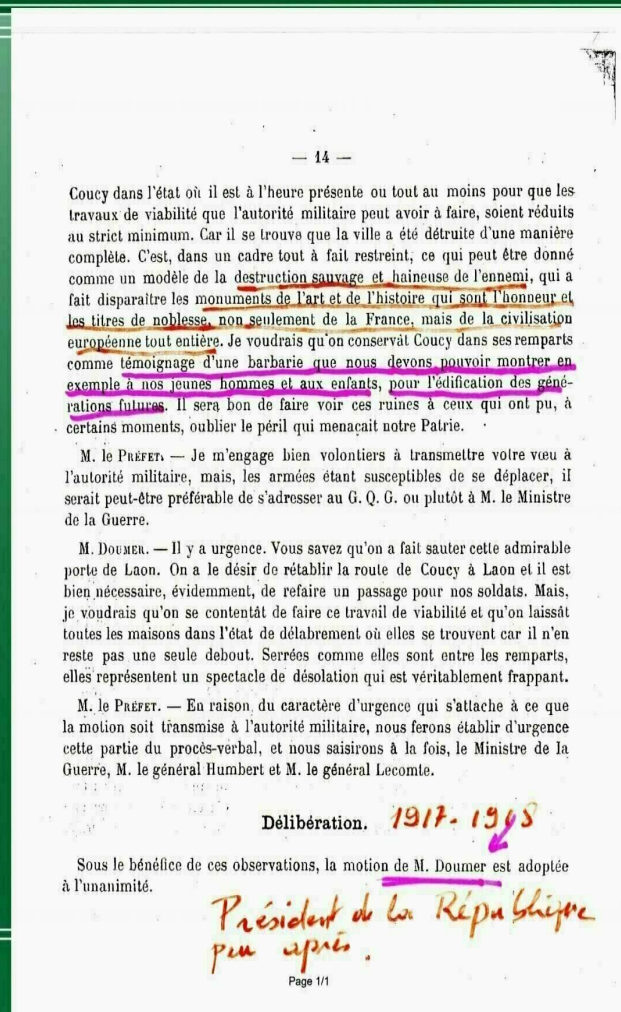 — 14 —
Coucy dans l'état où il est à l'heure présente ou tout au moins pour que les
travaux de viabilité que l'autorité militaire peut avoir à faire, soient réduits
au strict minimum. Car il se trouve que la ville a été détruite d'une manière
complète. C'est, dans un cadre tout à fait restreint, ce qui peut être donné
comme un modèle de la destruction sauvage et haineuse de l'ennemi, qui a
fait disparaître les monuments de l'art et de l'histoire qui sont l'honneur et
les titres de noblesse, non seulement de la France, mais de la civilisation
européenne tout entière. Je voudrais qu'on conservât Coucy dans ses remparts
comme témoignage d'une barbarie que nous devons pouvoir montrer en
exemple à nos jeunes hommes et aux enfants, pour l'édification des géné-
rations futures. Il sera bon de faire voir ces ruines à ceux qui ont pu, à
certains moments, oublier le péril qui menaçait notre Patrie.
M. le PRÉFET. — Je m'engage bien volontiers à transmettre votre vœu à
l'autorité militaire, mais, les armées étant susceptibles de se déplacer, il
serait peut-être préférable de s'adresser au G. Q. G. ou plutôt à M. le Ministre
de la Guerre.
M. DOUMER. — Il y a urgence. Vous savez qu'on a fait sauter cette admirable
porte de Laon. On a le désir de rétablir la route de Coucy à Laon et il est
bien nécessaire, évidemment, de refaire un passage pour nos soldats. Mais,
je voudrais qu'on se contentât de faire ce travail de viabilité et qu'on laissât
toutes les maisons dans l'état de délabrement où elles se trouvent car il n'en
reste pas une seule debout. Serrées comme elles sont entre les remparts,
elles représentent un spectacle de désolation qui est véritablement frappant.
M. le PRÉFET. — En raison du caractère d'urgence qui s'attache à ce que
la motion soit transmise à l'autorité militaire, nous ferons établir d'urgence
cette partie du procès-verbal, et nous saisirons à la fois, le Ministre de la
Guerre, M. le général Humbert et M. le général Lecomte.
Délibération. 1917-1918
Sous le bénéfice de ces observations, la motion de M. Doumer est adoptée
à l'unanimité.
Président de la République
peu après.
Page 1/1